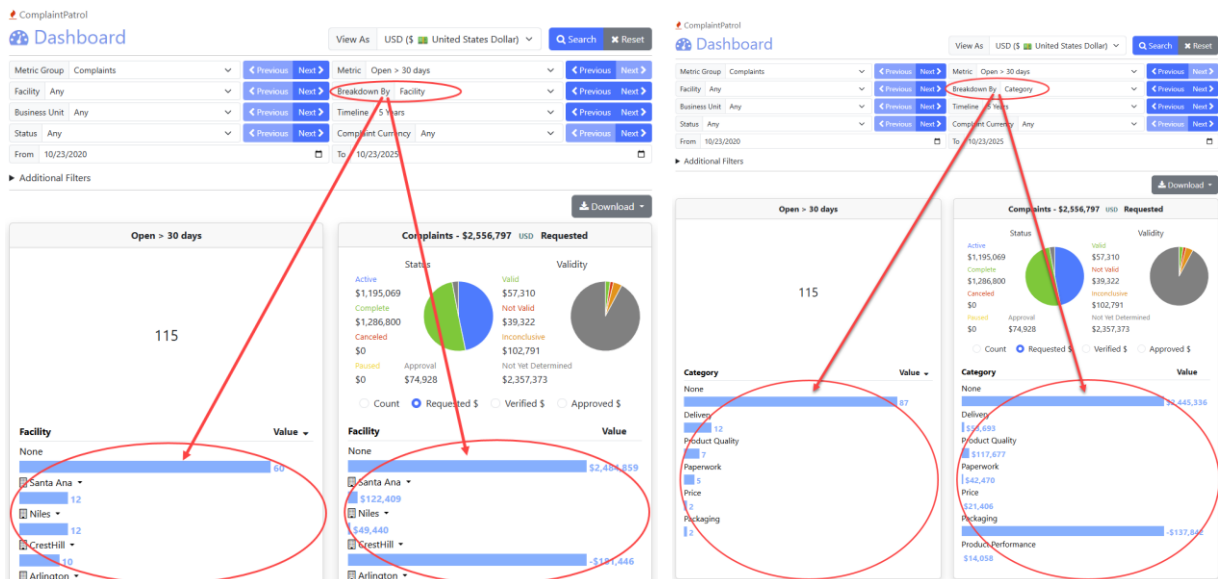 ComplaintPatrol
Dashboard
View As USD ($ United States Dollar)
Search
Reset
Metric Group Complaints
Previous Next
Metric Open > 30 days
Previous Next
Facility Any
Previous Next
Breakdown By Facility
Previous Next
Business Unit Any
Previous Next
Timeline 5 Years
Previous Next
Status Any
Previous Next
Complaint Currency Any
Previous Next
From 10/23/2020
To 10/23/2025
Additional Filters
Download
Open > 30 days
115
Facility Value
None
60
Santa Ana
12
Niles
12
CrestHill
10
Arlington
Complaints - $2,556,797 USD Requested
Status
Validity
Active
$1,195,069
Complete
$1,286,800
Canceled
$0
Paused
$0
Approval
$74,928
Valid
$57,310
Not Valid
$39,322
Inconclusive
$102,791
Not Yet Determined
$2,357,373
Count Requested $ Verified $ Approved $
Facility Value
None
$2,484,859
Santa Ana
$122,409
Niles
$49,440
CrestHill
Arlington
ComplaintPatrol
Dashboard
View As USD ($ United States Dollar)
Search
Reset
Metric Group Complaints
Previous Next
Metric Open > 30 days
Previous Next
Facility Any
Previous Next
Breakdown By Category
Previous Next
Business Unit Any
Previous Next
Timeline 5 Years
Previous Next
Status Any
Previous Next
Complaint Currency Any
Previous Next
From 10/23/2020
To 10/23/2025
Additional Filters
Download
Open > 30 days
115
Category Value
None
87
Delivery
12
Product Quality
7
Paperwork
5
Price
2
Packaging
2
Complaints - $2,556,797 USD Requested
Status
Validity
Active
$1,195,069
Complete
$1,286,800
Canceled
$0
Paused
$0
Approval
$74,928
Valid
$57,310
Not Valid
$39,322
Inconclusive
$102,791
Not Yet Determined
$2,357,373
Count Requested $ Verified $ Approved $
Category Value
None
$2,445,336
Delivery
$53,693
Product Quality
$117,677
Paperwork
$42,470
Price
$21,406
Packaging
-$137,842
Product Performance
$14,058